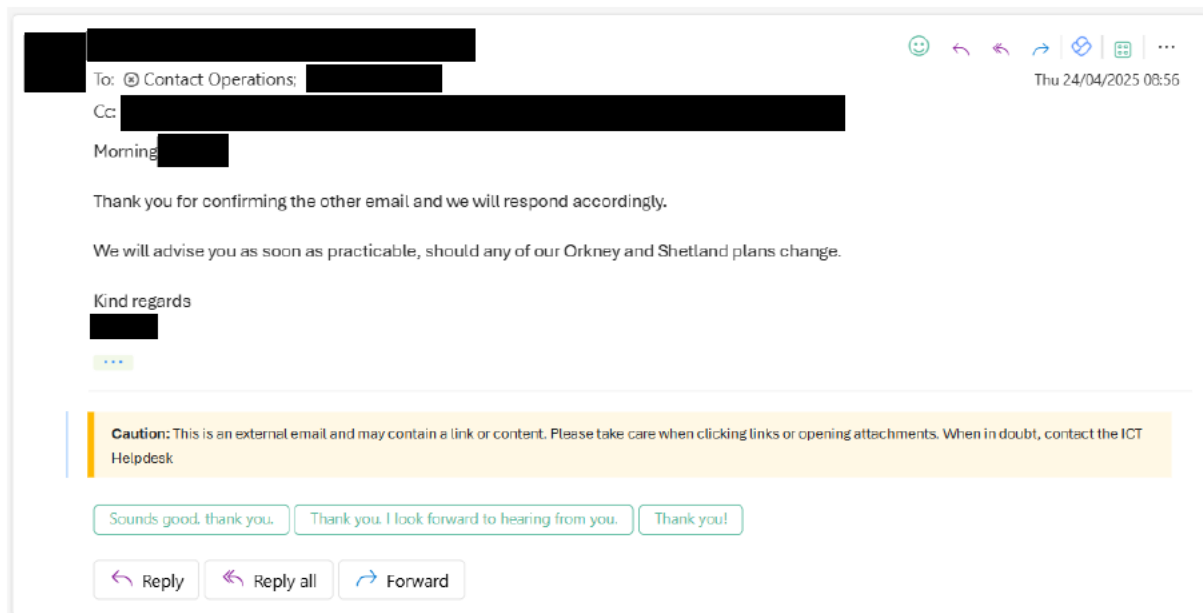 To: Contact Operations;
Thu 24/04/2025 08:56
Cc:
Morning
Thank you for confirming the other email and we will respond accordingly.
We will advise you as soon as practicable, should any of our Orkney and Shetland plans change.
Kind regards
Caution: This is an external email and may contain a link or content. Please take care when clicking links or opening attachments. When in doubt, contact the ICT
Helpdesk
Sounds good, thank you. Thank you. I look forward to hearing from you. Thank you!
Reply Reply all Forward